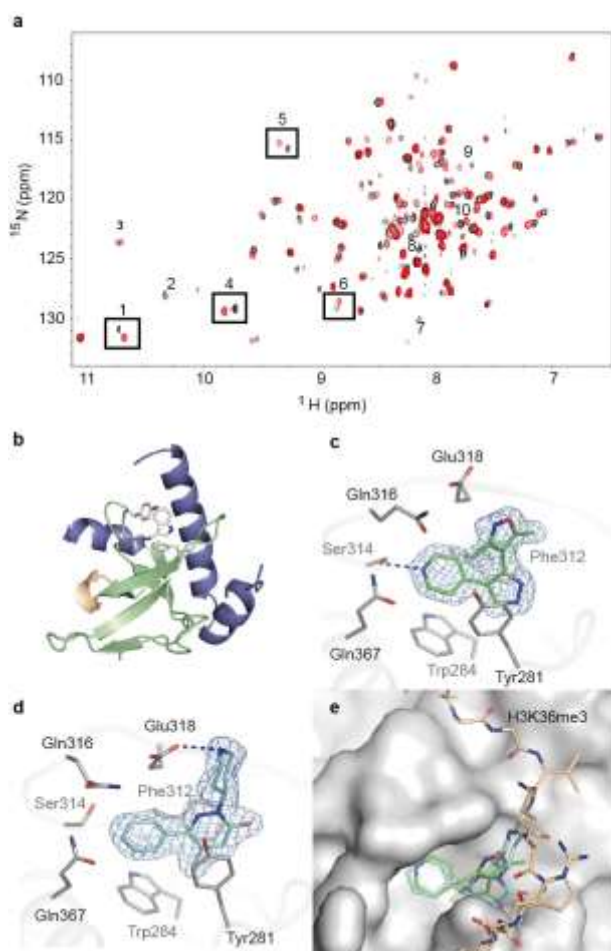 a
110
5
115
9
120
10
3
8
125
2
4
6
1
7
130
11
10
9
8
7
¹⁵N (ppm)
¹H (ppm)
b
c
Glu318
Gln316
Ser314
Phe312
Gln367
Trp284
Tyr281
d
Glu318
Gln316
Phe312
Ser314
Gln367
Trp284
Tyr281
e
H3K36me3